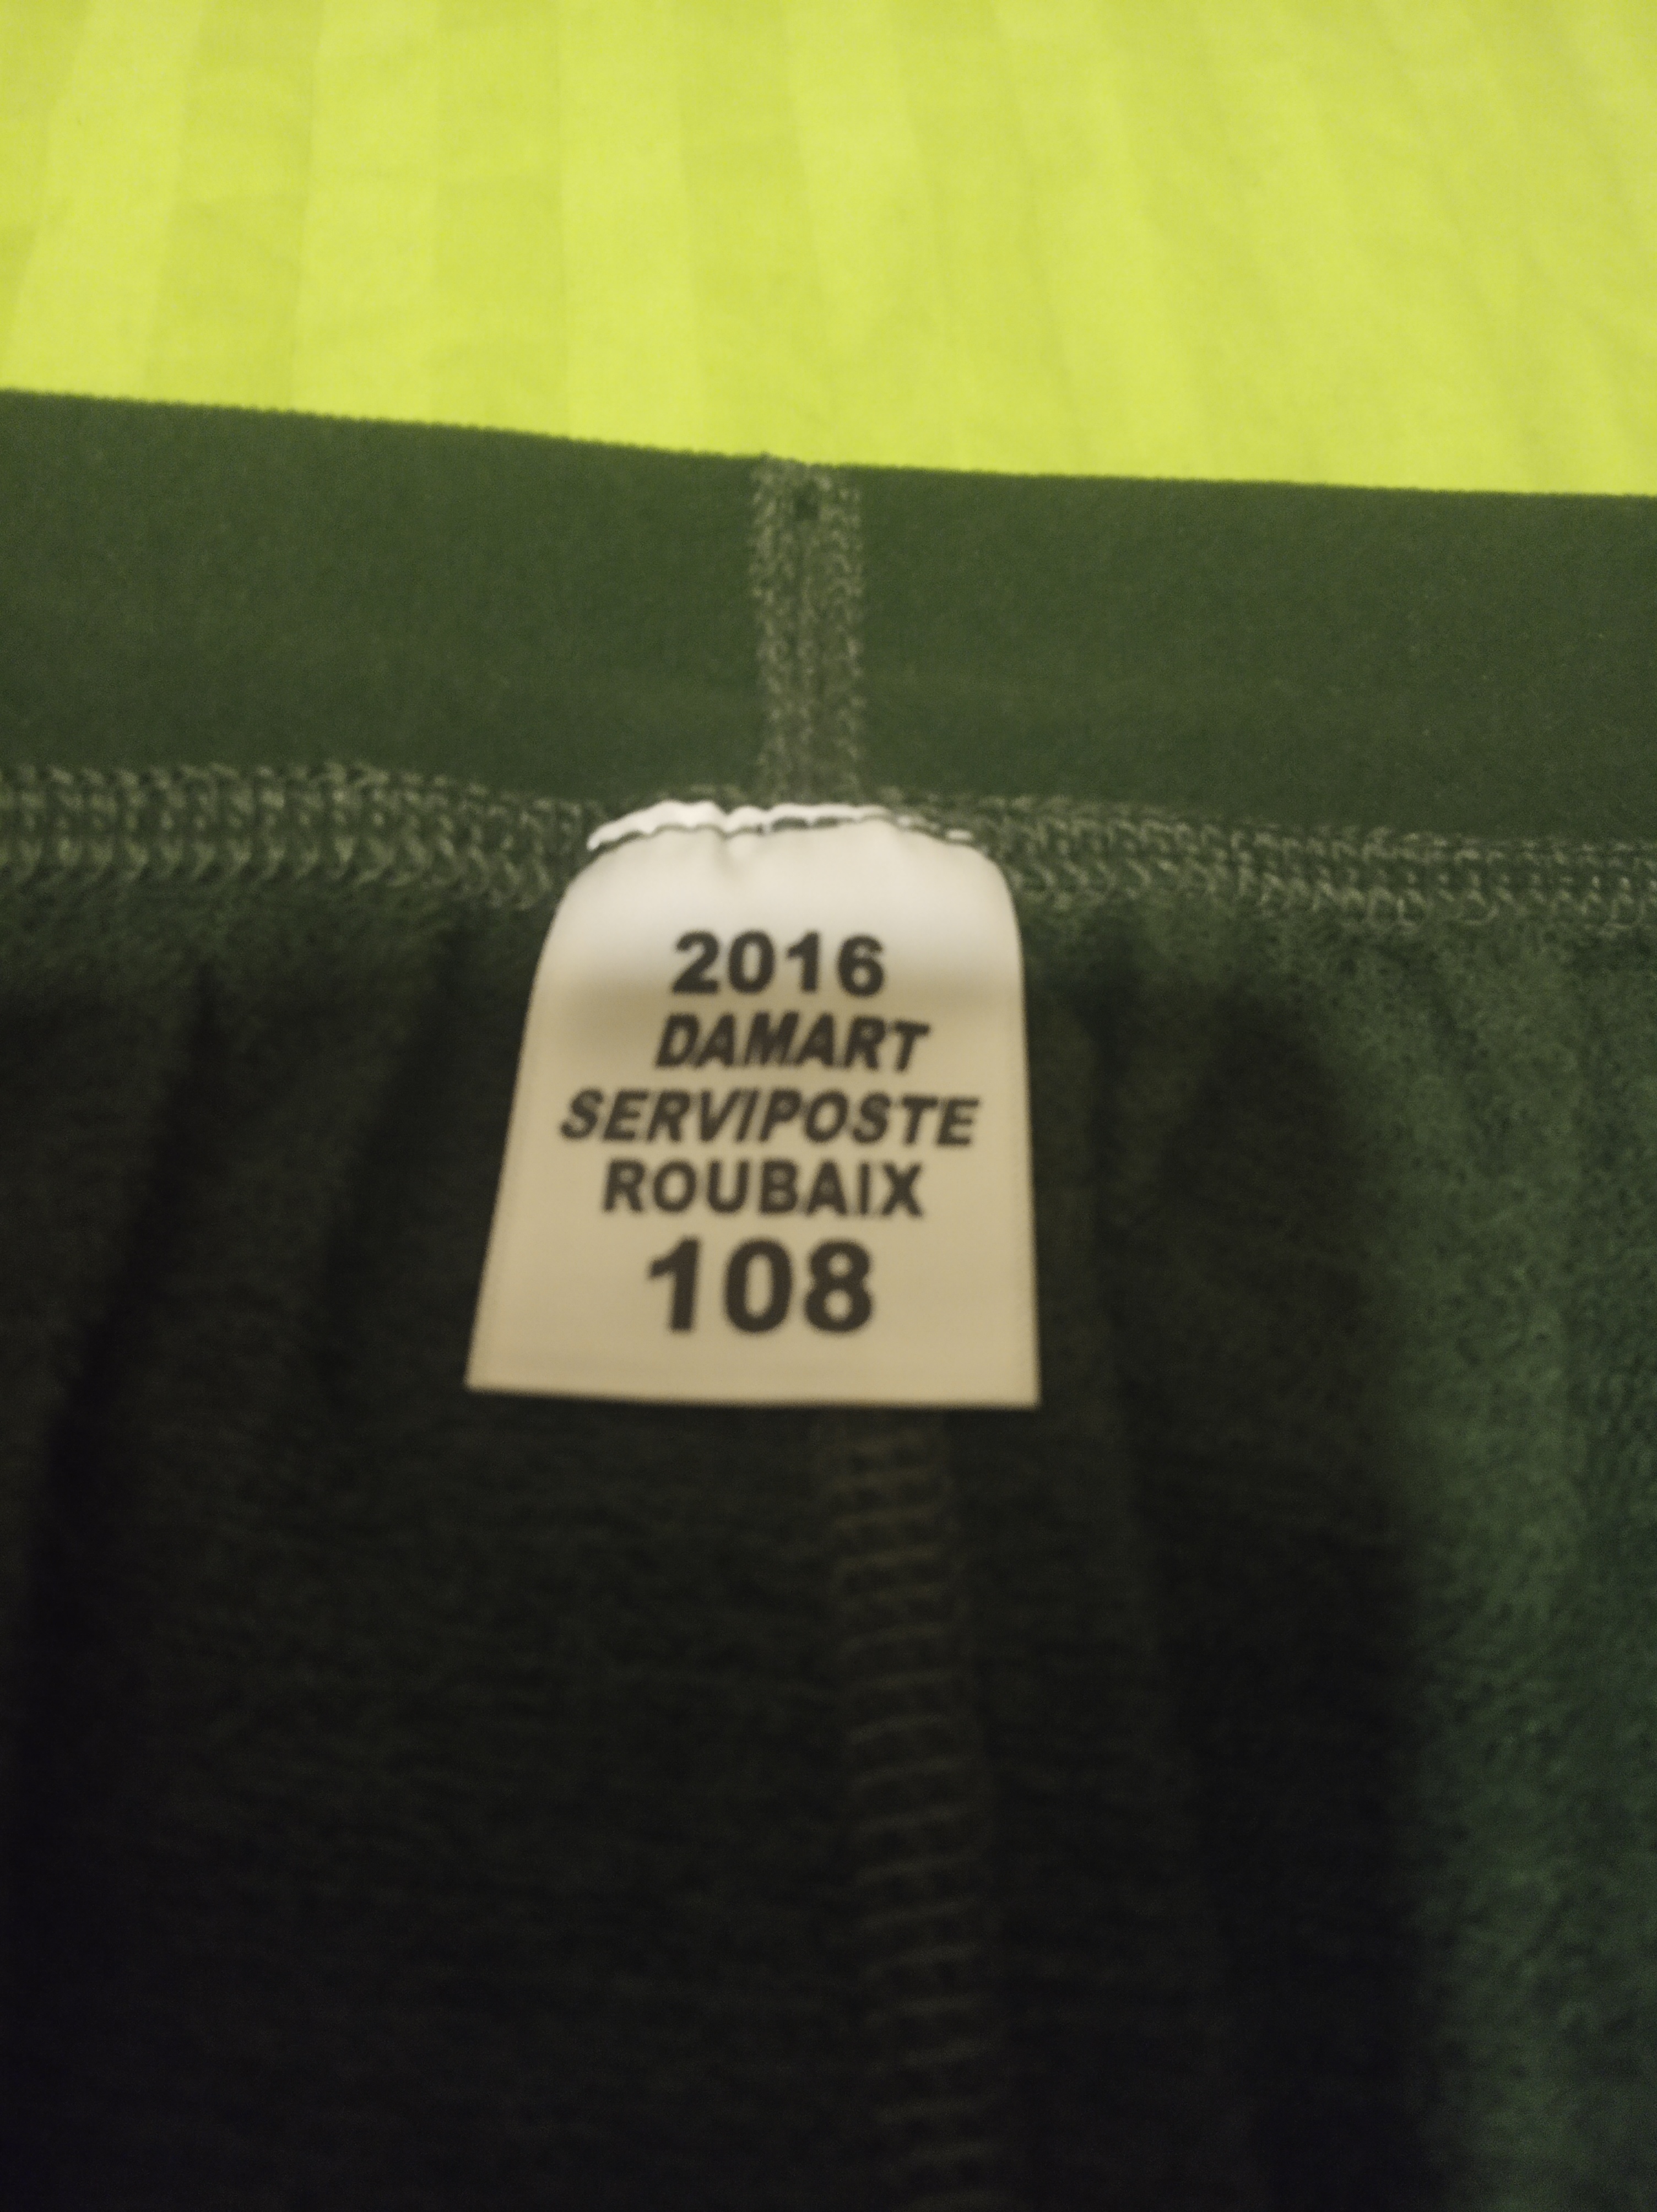 2016
DAMART
SERVIPOSTE
ROUBAIX
108